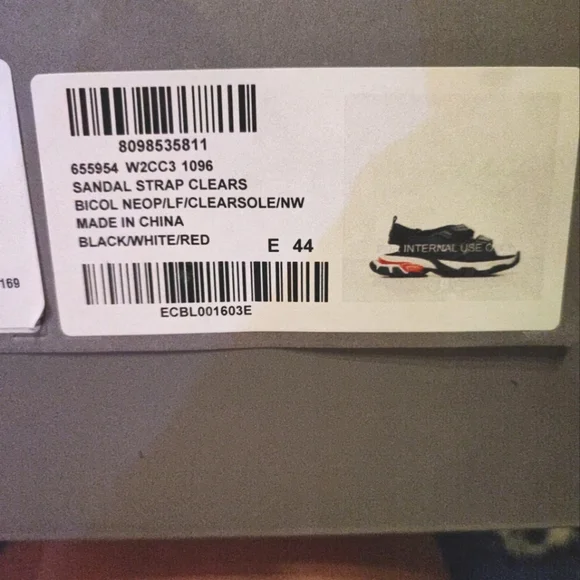 8098535811
655954 W2CC3 1096
SANDAL STRAP CLEARS
BICOL NEOP/LF/CLEARSOLE/NW
MADE IN CHINA
BLACK/WHITE/RED E 44
ECBL001603E
INTERNAL USE
169